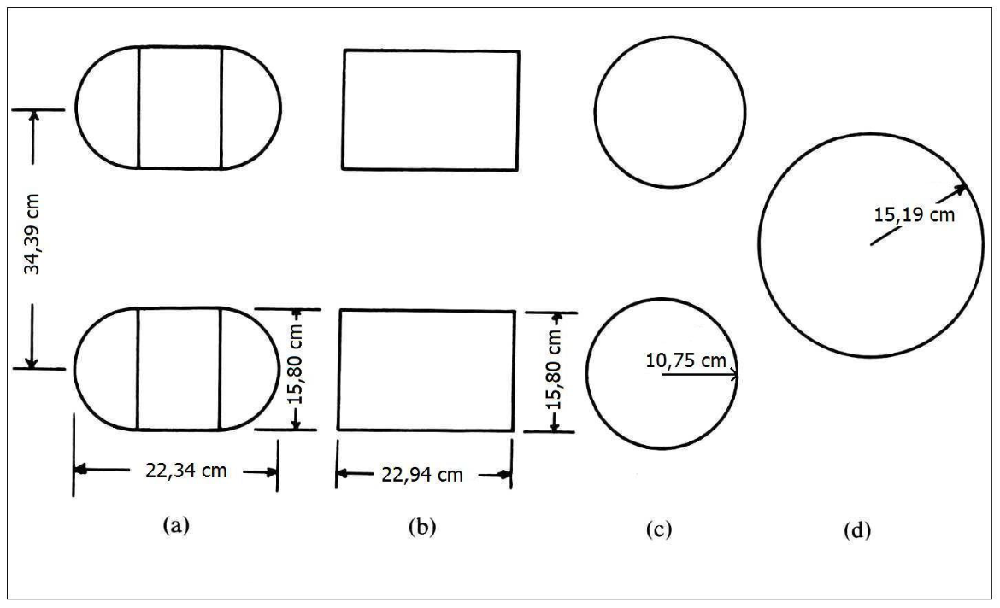 34,39 cm
15,80 cm
15,80 cm
10,75 cm
15,19 cm
22,34 cm
22,94 cm
(a)
(b)
(c)
(d)